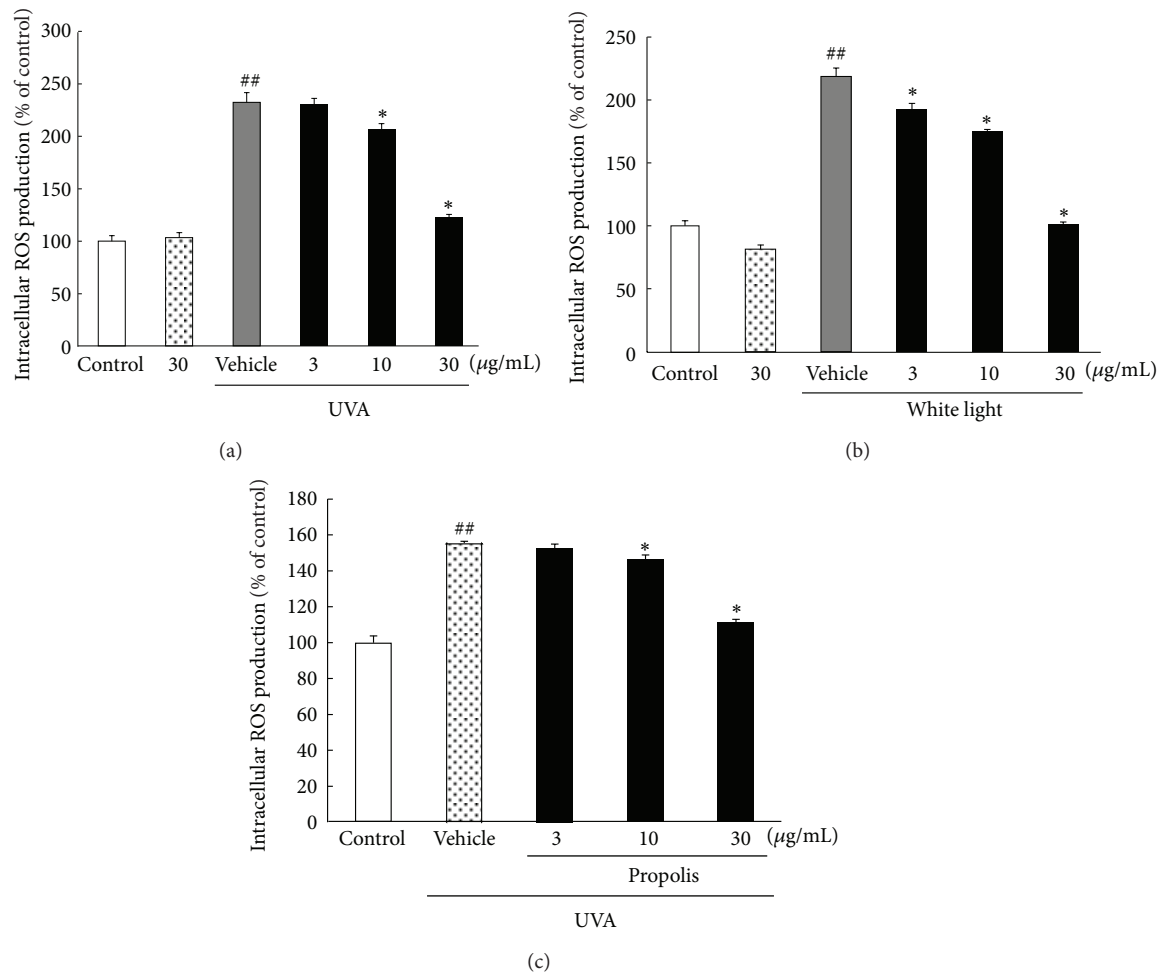 Intracellular ROS production (% of control)
300
250
200
150
100
50
0
##
*
*
Control 30 Vehicle 3 10 30 (μg/mL)
UVA
(a)
Intracellular ROS production (% of control)
250
200
150
100
50
0
##
*
*
*
Control 30 Vehicle 3 10 30 (μg/mL)
White light
(b)
Intracellular ROS production (% of control)
180
160
140
120
100
80
60
40
20
0
##
*
*
Control Vehicle 3 10 30 (μg/mL)
Propolis
UVA
(c)